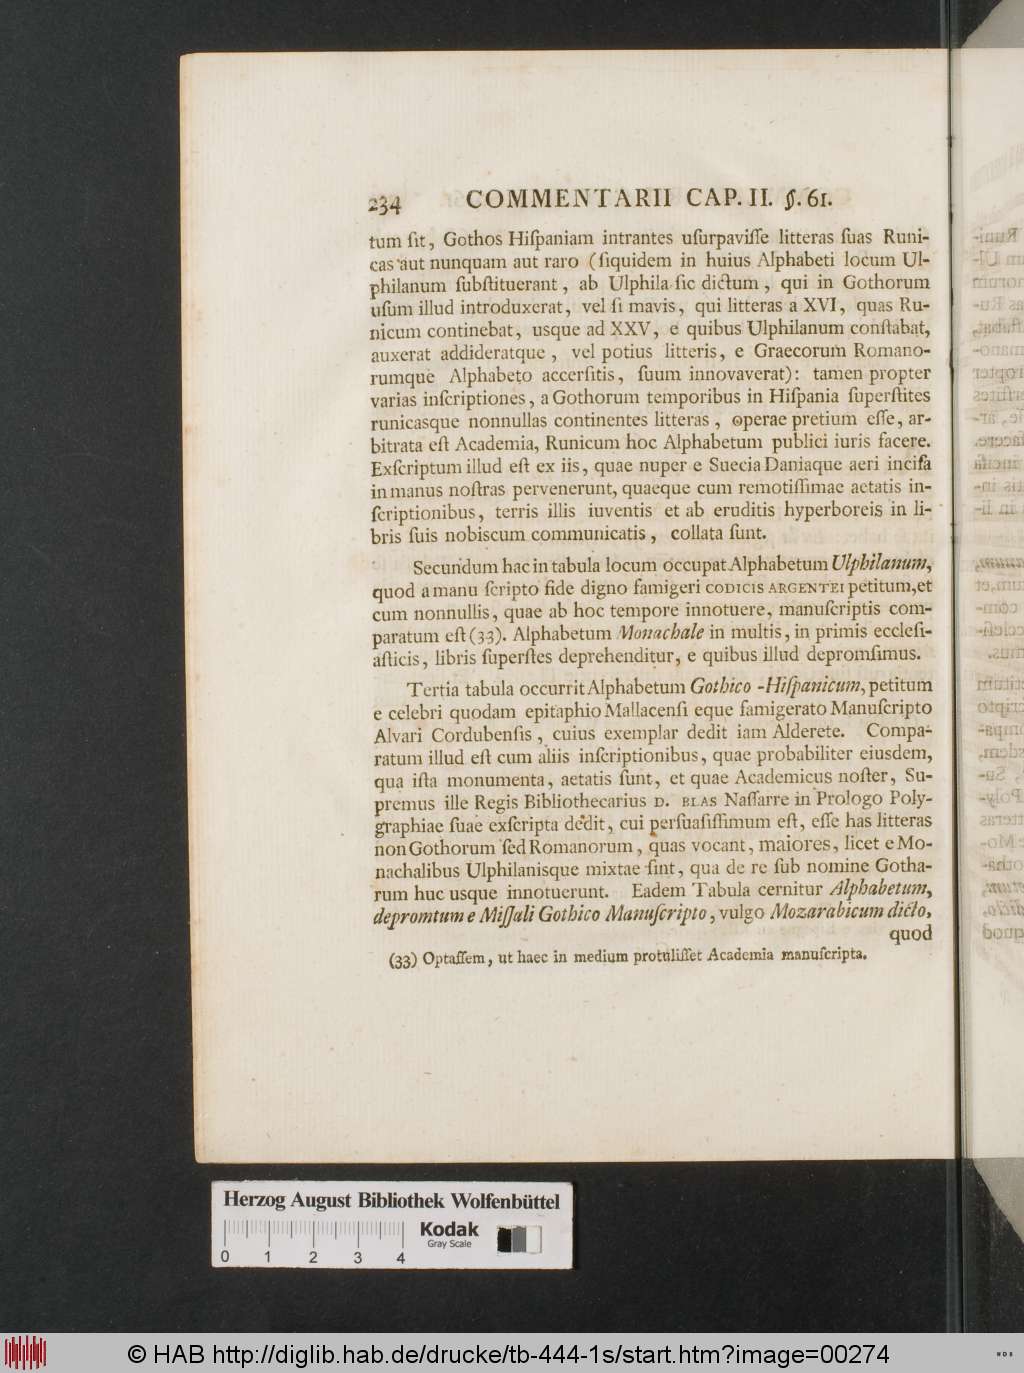 234 COMMENTARII CAP. II. §. 61.
tum ſit, Gothos Hiſpaniam intrantes uſurpaviſſe litteras ſuas Runi-
cas aut nunquam aut raro (ſiquidem in huius Alphabeti locum Ul-
philanum ſubſtituerant, ab Ulphila ſic dictum, qui in Gothorum
uſum illud introduxerat, vel ſi mavis, qui litteras a XVI, quas Ru-
nicum continebat, usque ad XXV, e quibus Ulphilanum conſtabat,
auxerat addideratque, vel potius litteris, e Graecorum Romano-
rumque Alphabeto accerſitis, ſuum innovaverat): tamen propter
varias inſcriptiones, a Gothorum temporibus in Hiſpania ſuperſtites
runicasque nonnullas continentes litteras, operae pretium eſſe, ar-
bitrata eſt Academia, Runicum hoc Alphabetum publici iuris facere.
Exſcriptum illud eſt ex iis, quae nuper e Suecia Daniaque aeri inciſa
in manus noſtras pervenerunt, quaeque cum remotiſſimae aetatis in-
ſcriptionibus, terris illis iuventis et ab eruditis hyperboreis in li-
bris ſuis nobiscum communicatis, collata ſunt.
Secundum hac in tabula locum occupat Alphabetum Ulphilanum,
quod a manu ſcripto fide digno famigeri CODICIS ARGENTEI petitum, et
cum nonnullis, quae ab hoc tempore innotuere, manuſcriptis com-
paratum eſt (33). Alphabetum Monachale in multis, in primis eccleſi-
aſticis, libris ſuperſtes deprehenditur, e quibus illud depromſimus.
Tertia tabula occurrit Alphabetum Gothico -Hiſpanicum, petitum
e celebri quodam epitaphio Mallacenſi eque famigerato Manuſcripto
Alvari Cordubenſis, cuius exemplar dedit iam Alderete. Compa-
ratum illud eſt cum aliis inſcriptionibus, quae probabiliter eiusdem,
qua iſta monumenta, aetatis ſunt, et quae Academicus noſter, Su-
premus ille Regis Bibliothecarius D. BLAS Naſſarre in Prologo Poly-
graphiae ſuae exſcripta dedit, cui perſuaſiſſimum eſt, eſſe has litteras
non Gothorum ſed Romanorum, quas vocant, maiores, licet e Mo-
nachalibus Ulphilanisque mixtae ſint, qua de re ſub nomine Gotha-
rum huc usque innotuerunt. Eadem Tabula cernitur Alphabetum,
depromtum e Miſſali Gothico Manuſcripto, vulgo Mozarabicum dicto,
quod
(33) Optaſſem, ut haec in medium protuliſſet Academia manuſcripta.
Herzog August Bibliothek Wolfenbüttel
Kodak
Gray Scale
0 1 2 3 4
© HAB http://diglib.hab.de/drucke/tb-444-1s/start.htm?image=00274